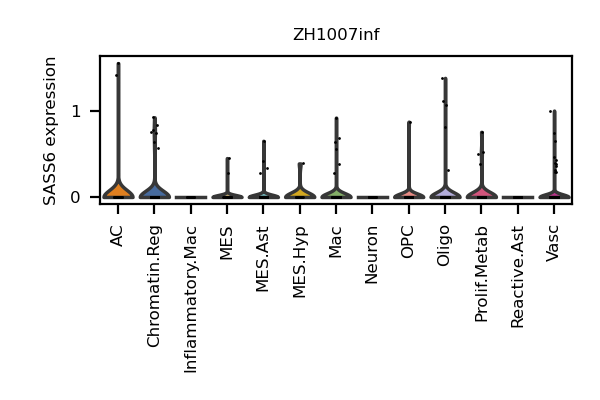 ZH1007inf
SASS6 expression
1
0
AC
Chromatin.Reg
Inflammatory.Mac
MES
MES.Ast
MES.Hyp
Mac
Neuron
OPC
Oligo
Prolif.Metab
Reactive.Ast
Vasc